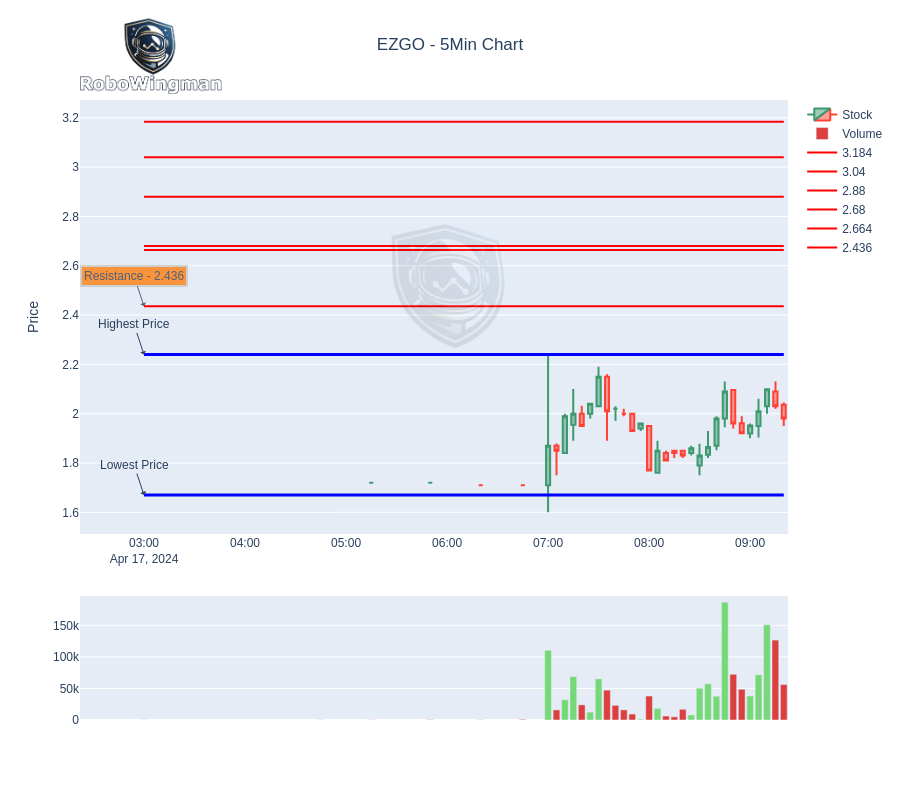 RoboWingman
EZGO - 5Min Chart
Price
3.2
3
2.8
2.6
2.4
2.2
2
1.8
1.6
Resistance - 2.436
Highest Price
Lowest Price
03:00
04:00
05:00
06:00
07:00
08:00
09:00
Apr 17, 2024
Stock
Volume
3.184
3.04
2.88
2.68
2.664
2.436
150k
100k
50k
0